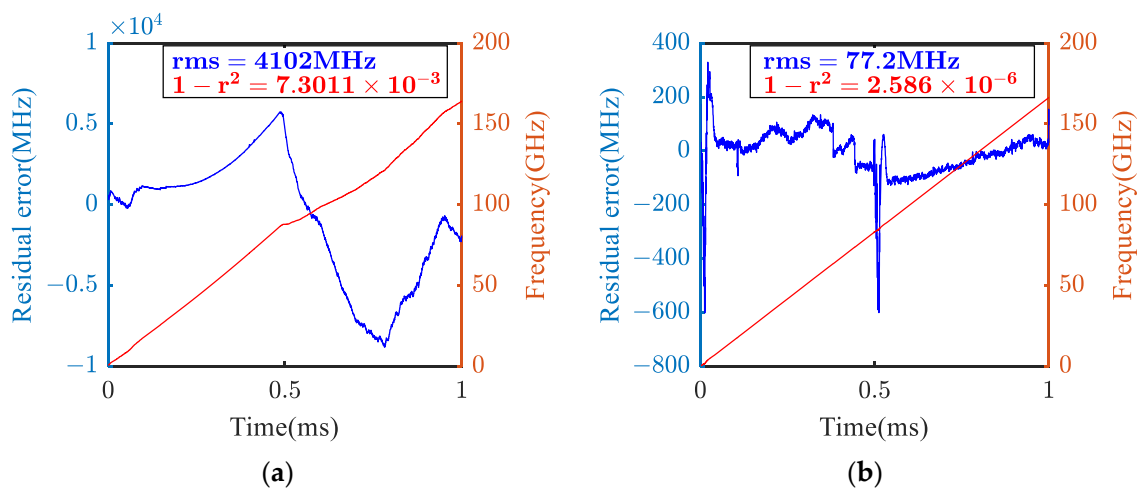 ×10⁴
rms = 4102MHz
1 − r² = 7.3011 × 10⁻³
1
0.5
0
−0.5
−1
Residual error(MHz)
200
150
100
50
0
Frequency(GHz)
0
0.5
1
Time(ms)
(a)
rms = 77.2MHz
1 − r² = 2.586 × 10⁻⁶
400
200
0
−200
−400
−600
−800
Residual error(MHz)
200
150
100
50
0
Frequency(GHz)
0
0.5
1
Time(ms)
(b)